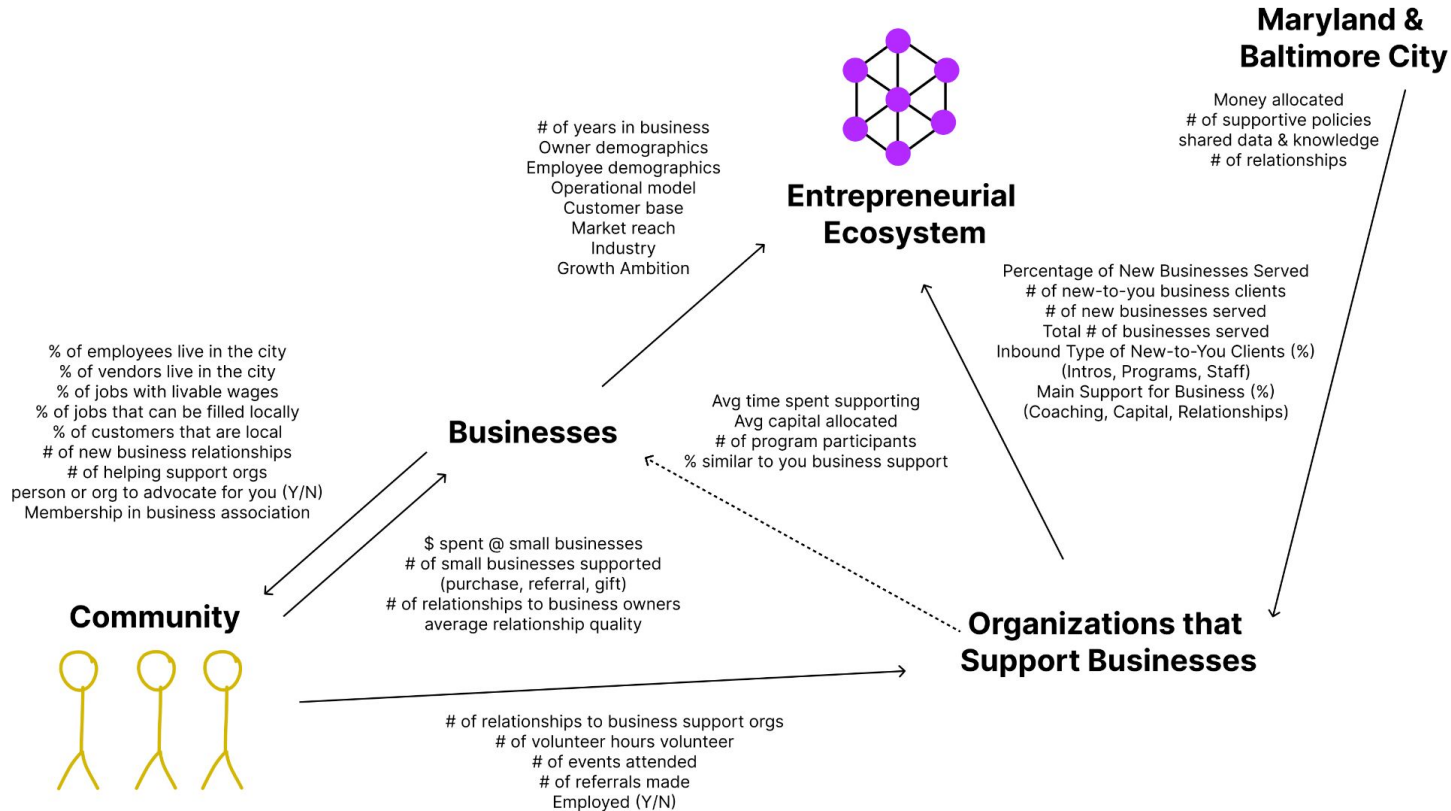 Maryland &
Baltimore City
Money allocated
# of supportive policies
shared data & knowledge
# of relationships
# of years in business
Owner demographics
Employee demographics
Operational model
Customer base
Market reach
Industry
Growth Ambition
Entrepreneurial
Ecosystem
Percentage of New Businesses Served
# of new-to-you business clients
# of new businesses served
Total # of businesses served
Inbound Type of New-to-You Clients (%)
(Intros, Programs, Staff)
Main Support for Business (%)
(Coaching, Capital, Relationships)
% of employees live in the city
% of vendors live in the city
% of jobs with livable wages
% of jobs that can be filled locally
% of customers that are local
# of new business relationships
# of helping support orgs
person or org to advocate for you (Y/N)
Membership in business association
Businesses
Avg time spent supporting
Avg capital allocated
# of program participants
% similar to you business support
$ spent @ small businesses
# of small businesses supported
(purchase, referral, gift)
# of relationships to business owners
average relationship quality
Community
Organizations that
Support Businesses
# of relationships to business support orgs
# of volunteer hours volunteer
# of events attended
# of referrals made
Employed (Y/N)